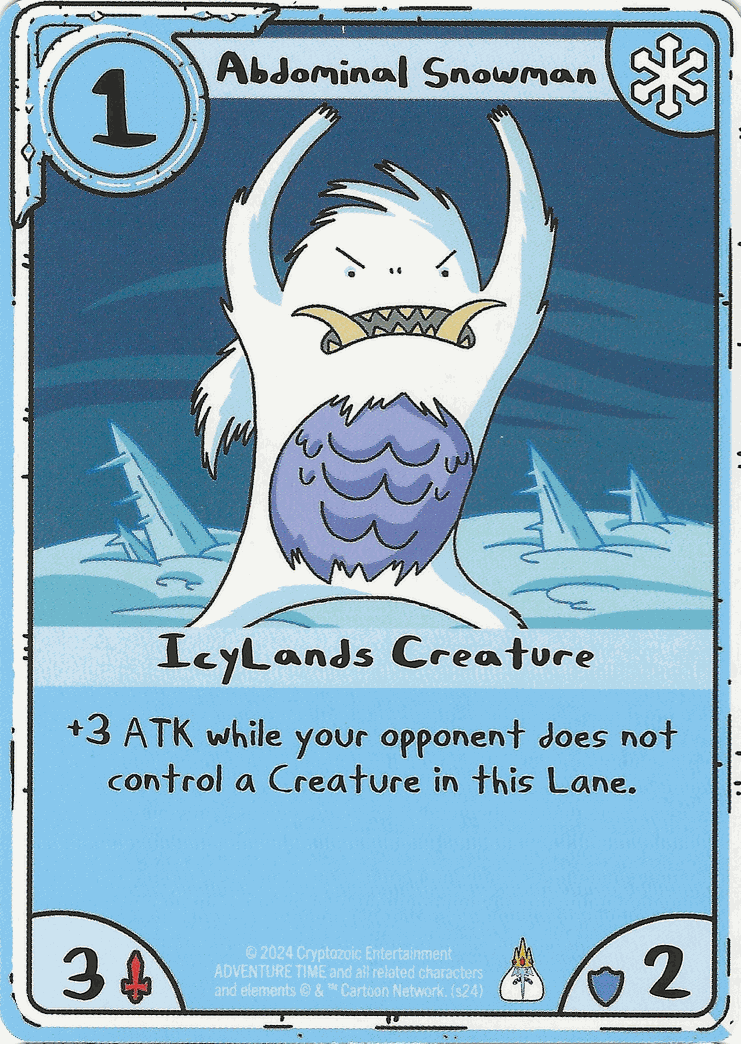 1
Abdominal Snowman
IcyLands Creature
+3 ATK while your opponent does not
control a Creature in this Lane.
3
© 2024 Cryptozoic Entertainment
ADVENTURE TIME and all related characters
and elements © & ™ Cartoon Network. (s24)
2